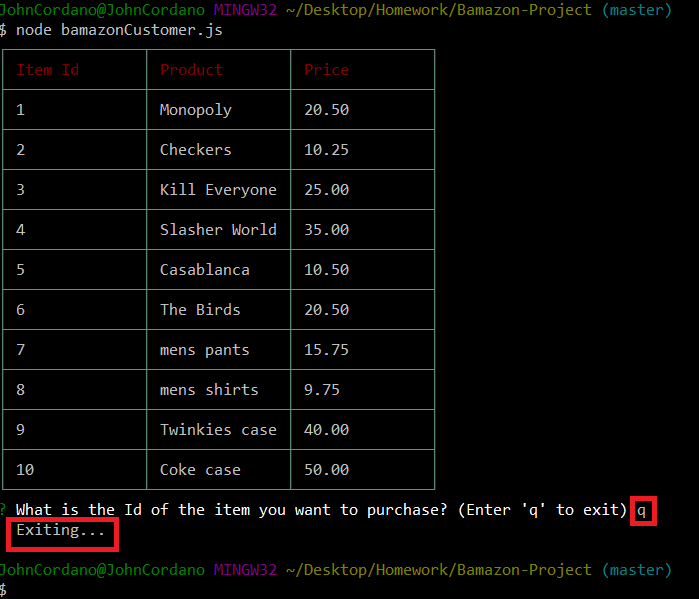 JohnCordano@JohnCordano MINGW32 ~/Desktop/Homework/Bamazon-Project (master)
$ node bamazonCustomer.js
Item Id Product Price
1 Monopoly 20.50
2 Checkers 10.25
3 Kill Everyone 25.00
4 Slasher World 35.00
5 Casablanca 10.50
6 The Birds 20.50
7 mens pants 15.75
8 mens shirts 9.75
9 Twinkies case 40.00
10 Coke case 50.00
? What is the Id of the item you want to purchase? (Enter 'q' to exit) q
Exiting...
JohnCordano@JohnCordano MINGW32 ~/Desktop/Homework/Bamazon-Project (master)
$